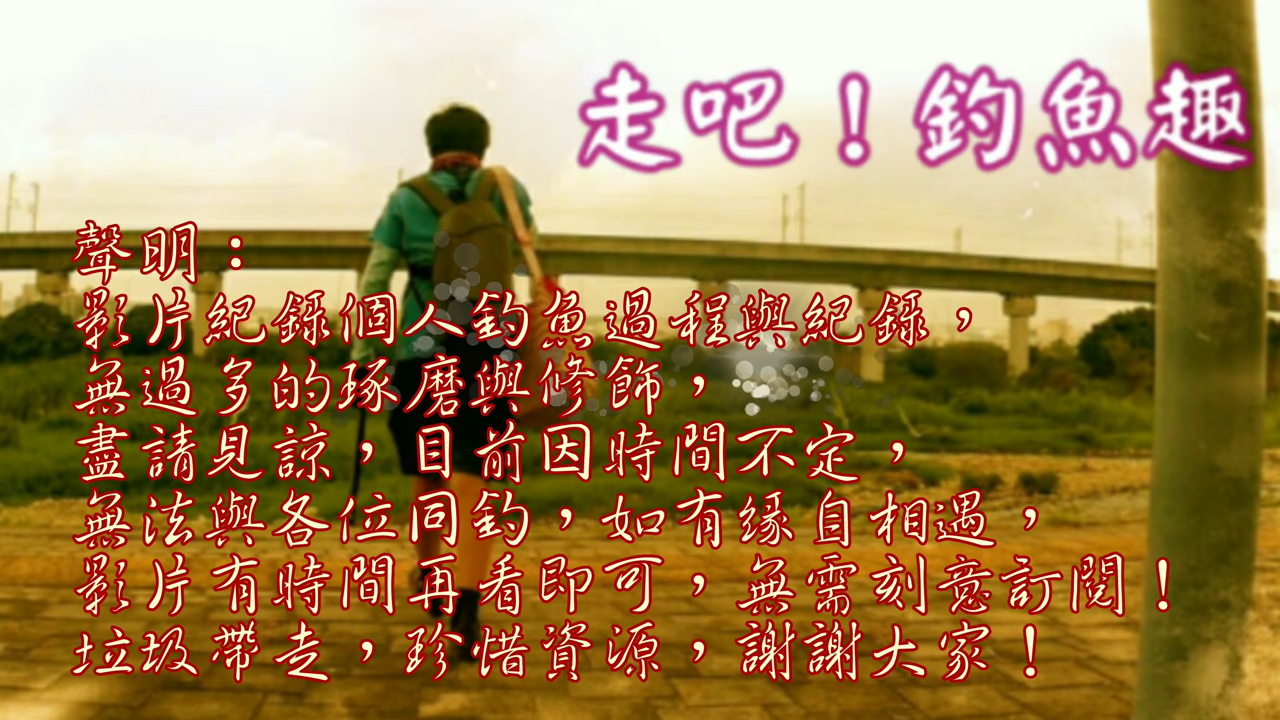 走吧！釣魚趣
聲明：
影片紀錄個人釣魚過程與紀錄，
無過多的琢磨與修飾，
盡請見諒，目前因時間不定，
無法與各位同釣，如有緣自相遇，
影片有時間再看即可，無需刻意訂閱！
垃圾帶走，珍惜資源，謝謝大家！